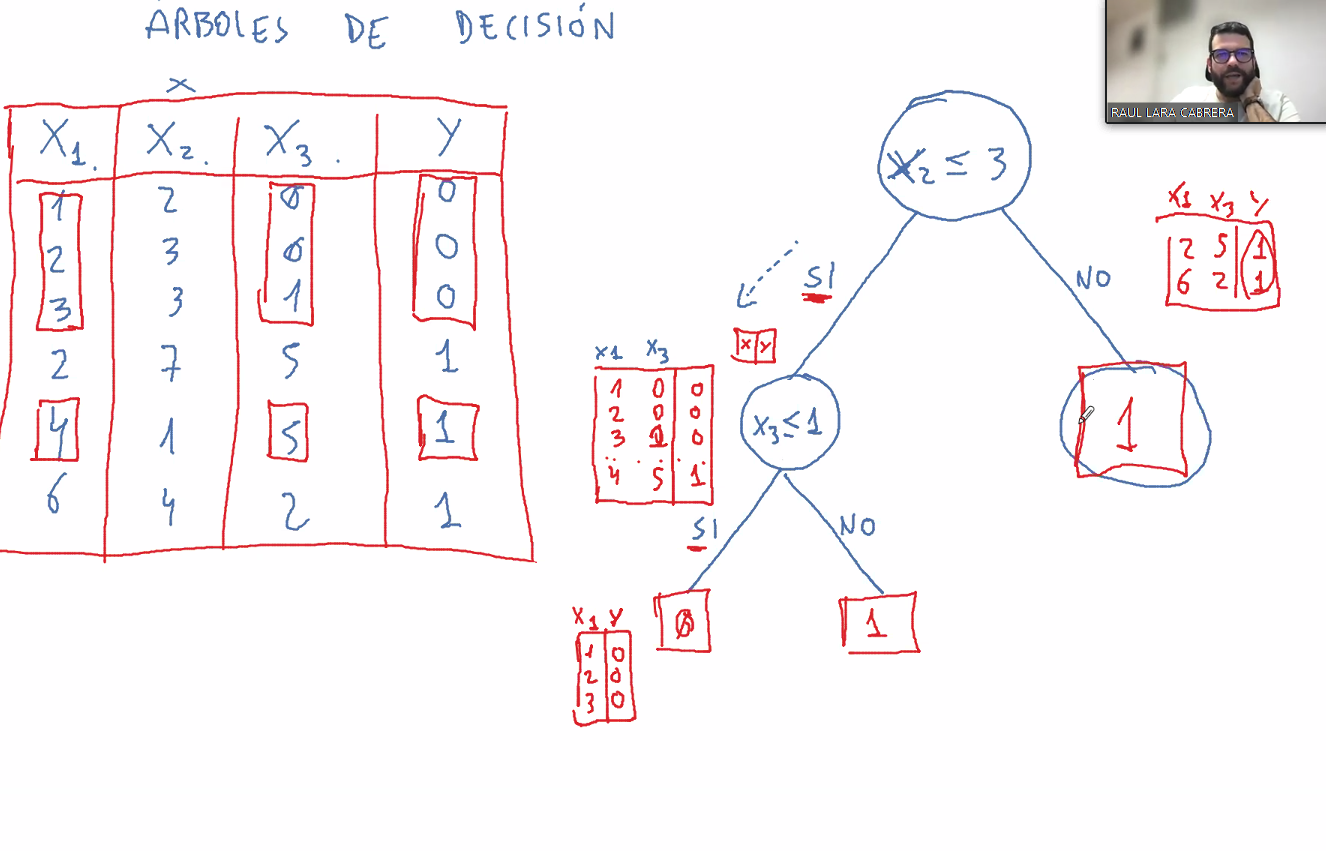 ÁRBOLES DE DECISIÓN
X
X1. X2. X3. Y
1 2 0 0
2 3 0 0
3 3 1 0
2 7 5 1
4 1 5 1
6 4 2 1
RAUL LARA CABRERA
X2 ≤ 3
SI
NO
X1 X3 Y
2 5 1
6 2 1
X Y
X1 X3
1 0 0
2 0 0
3 1 0
4 5 1
X3 ≤ 1
1
SI
NO
X1 Y
1 0
2 0
3 0
0
1